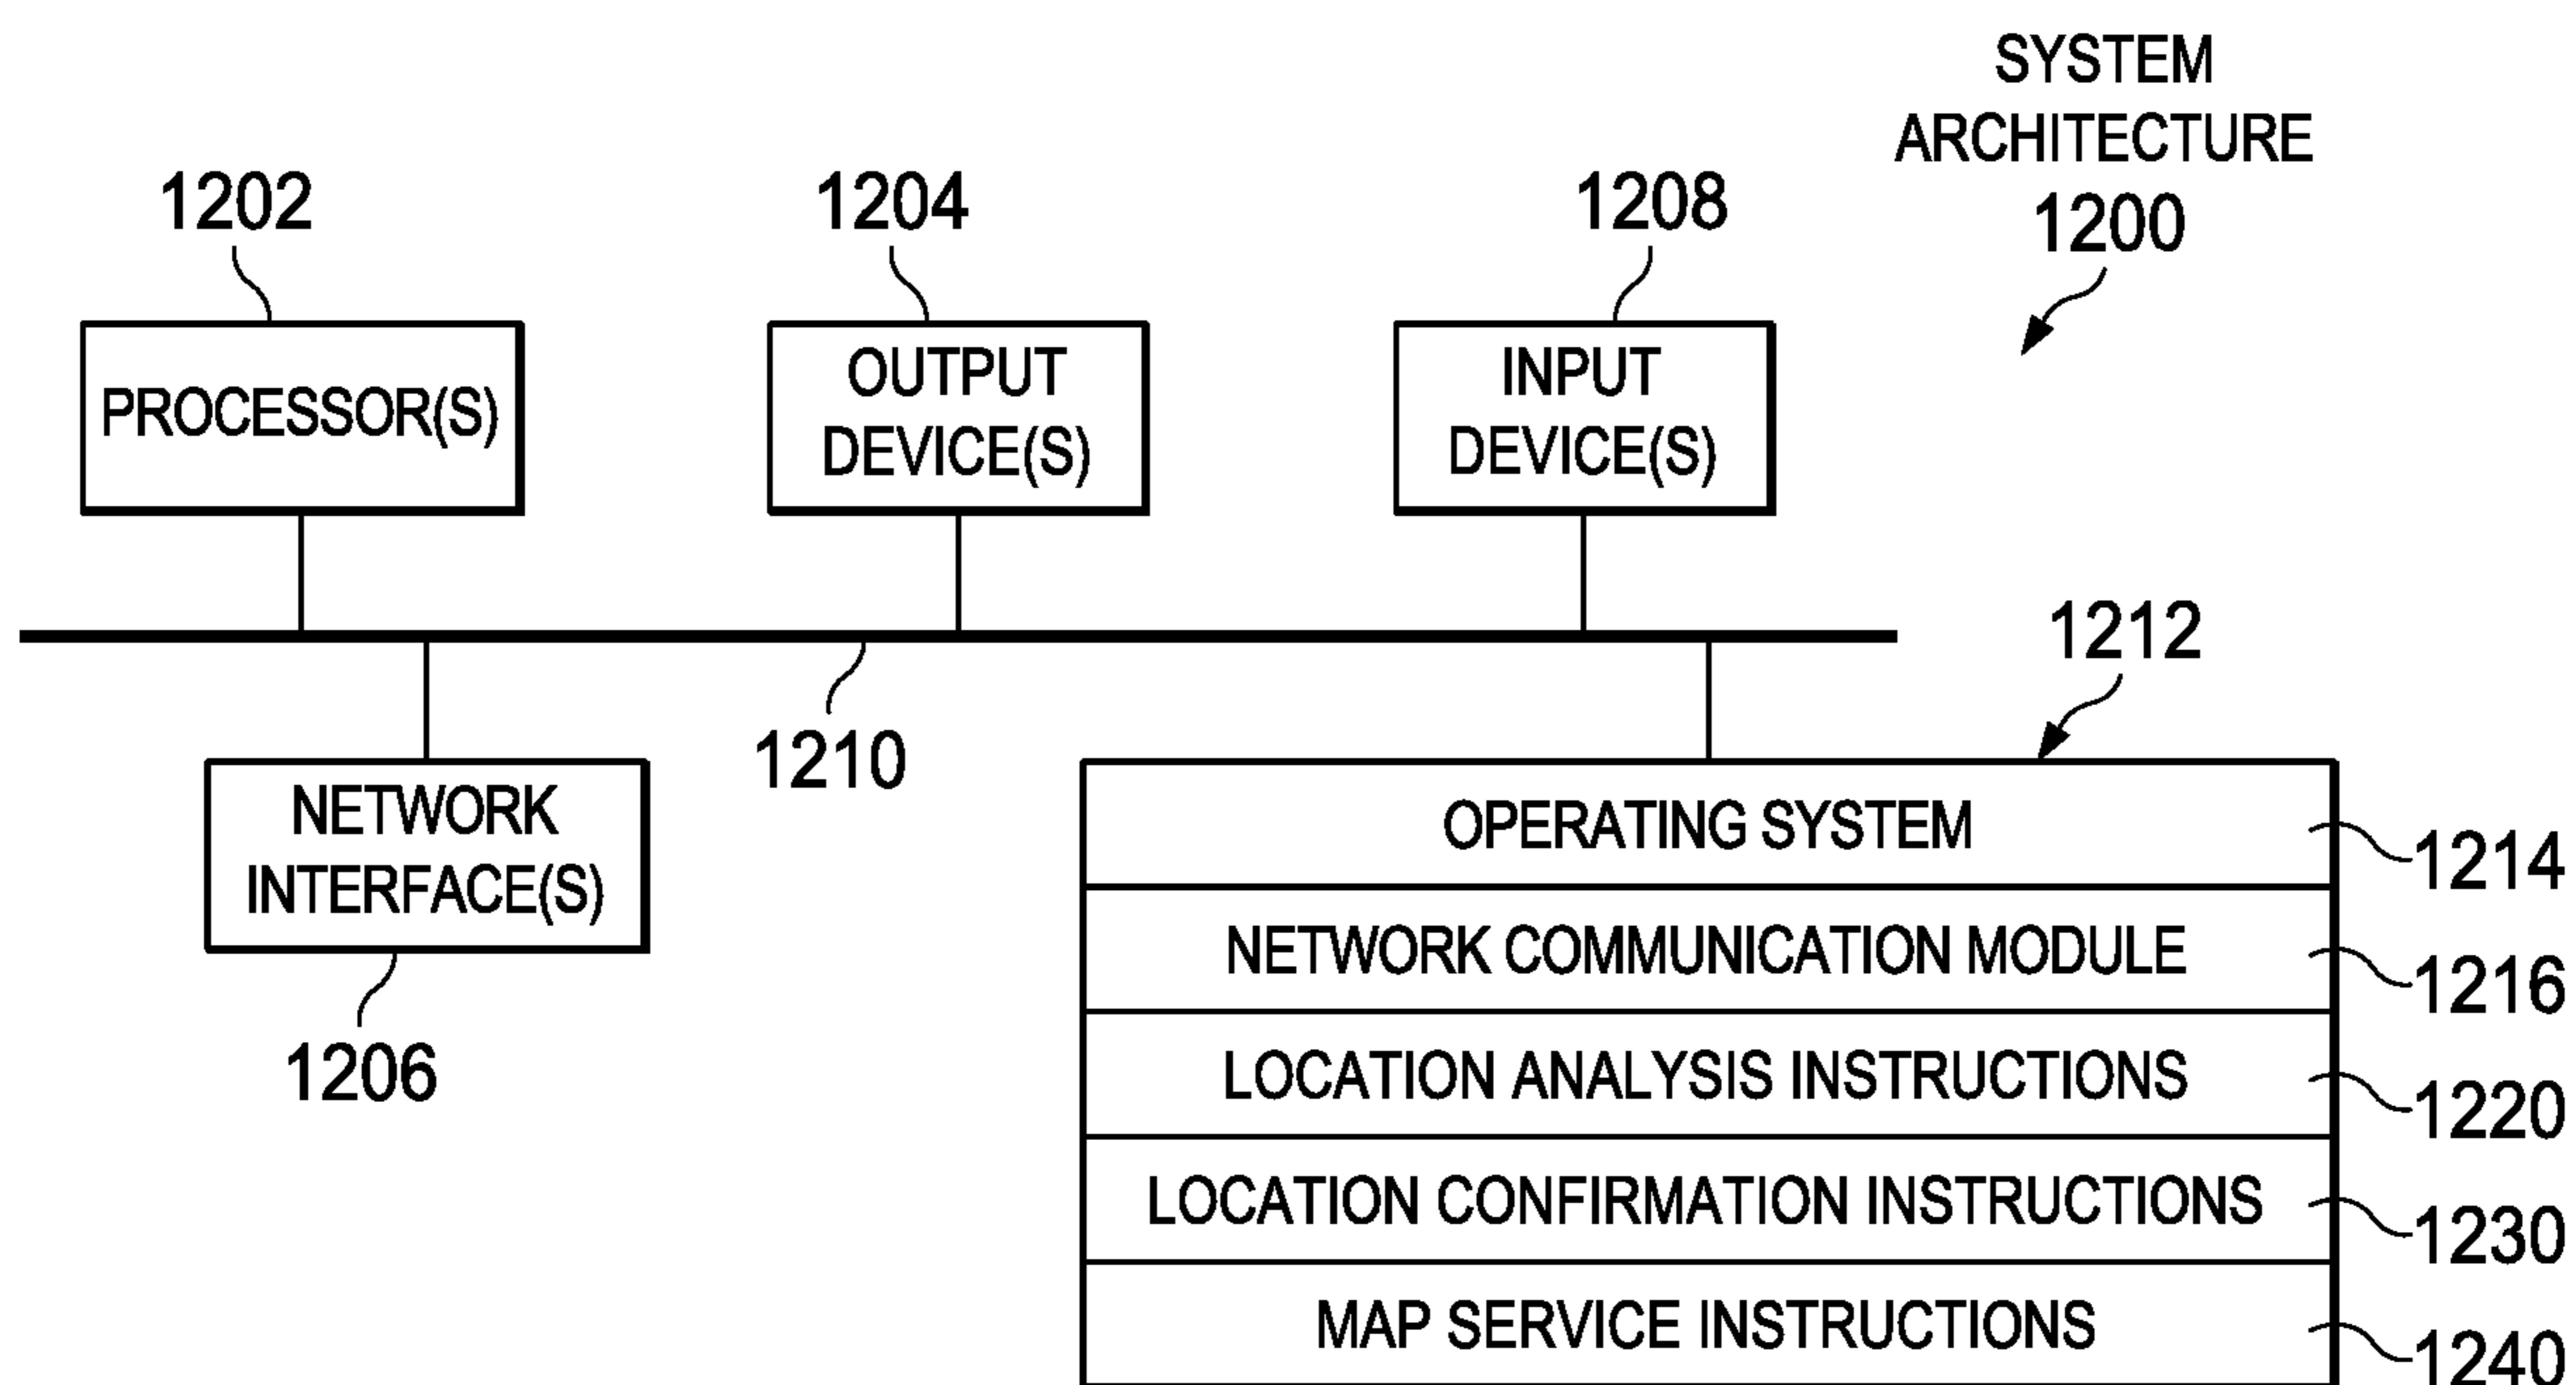 SYSTEM
ARCHITECTURE
1200
1202
1204
1208
PROCESSOR(S)
OUTPUT
DEVICE(S)
INPUT
DEVICE(S)
1212
1210
NETWORK
INTERFACE(S)
1206
OPERATING SYSTEM
1214
NETWORK COMMUNICATION MODULE
1216
LOCATION ANALYSIS INSTRUCTIONS
1220
LOCATION CONFIRMATION INSTRUCTIONS
1230
MAP SERVICE INSTRUCTIONS
1240